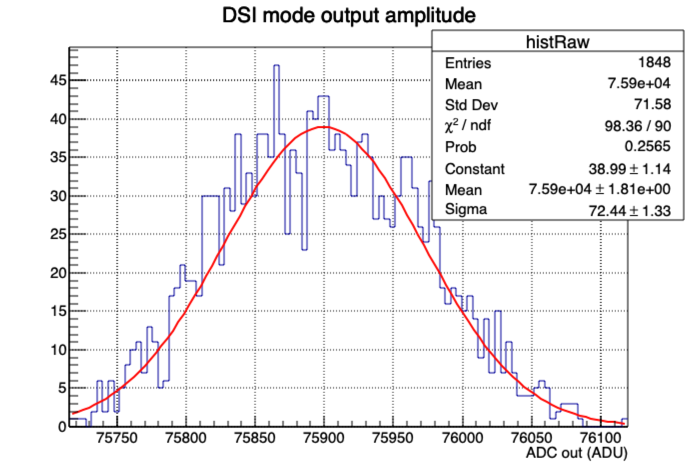 DSI mode output amplitude
histRaw
Entries 1848
Mean 7.59e+04
Std Dev 71.58
χ² / ndf 98.36 / 90
Prob 0.2565
Constant 38.99 ± 1.14
Mean 7.59e+04 ± 1.81e+00
Sigma 72.44 ± 1.33
45
40
35
30
25
20
15
10
5
0
75750 75800 75850 75900 75950 76000 76050 76100
ADC out (ADU)